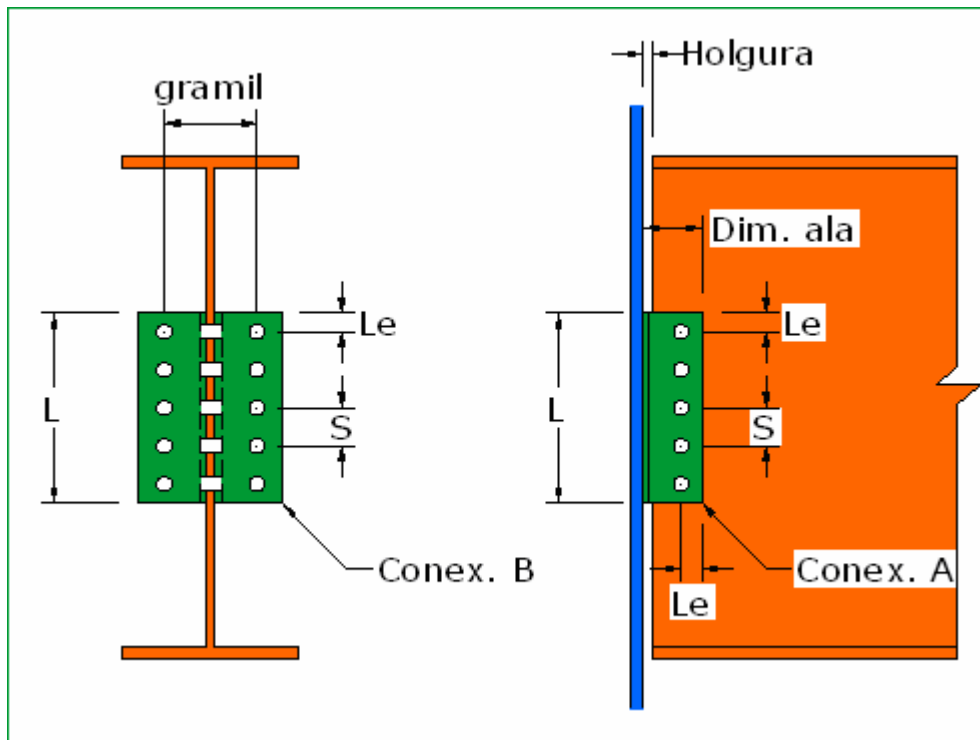 Holgura
gramil
Dim. ala
Le
Le
L
S
L
S
Conex. B
Conex. A
Le